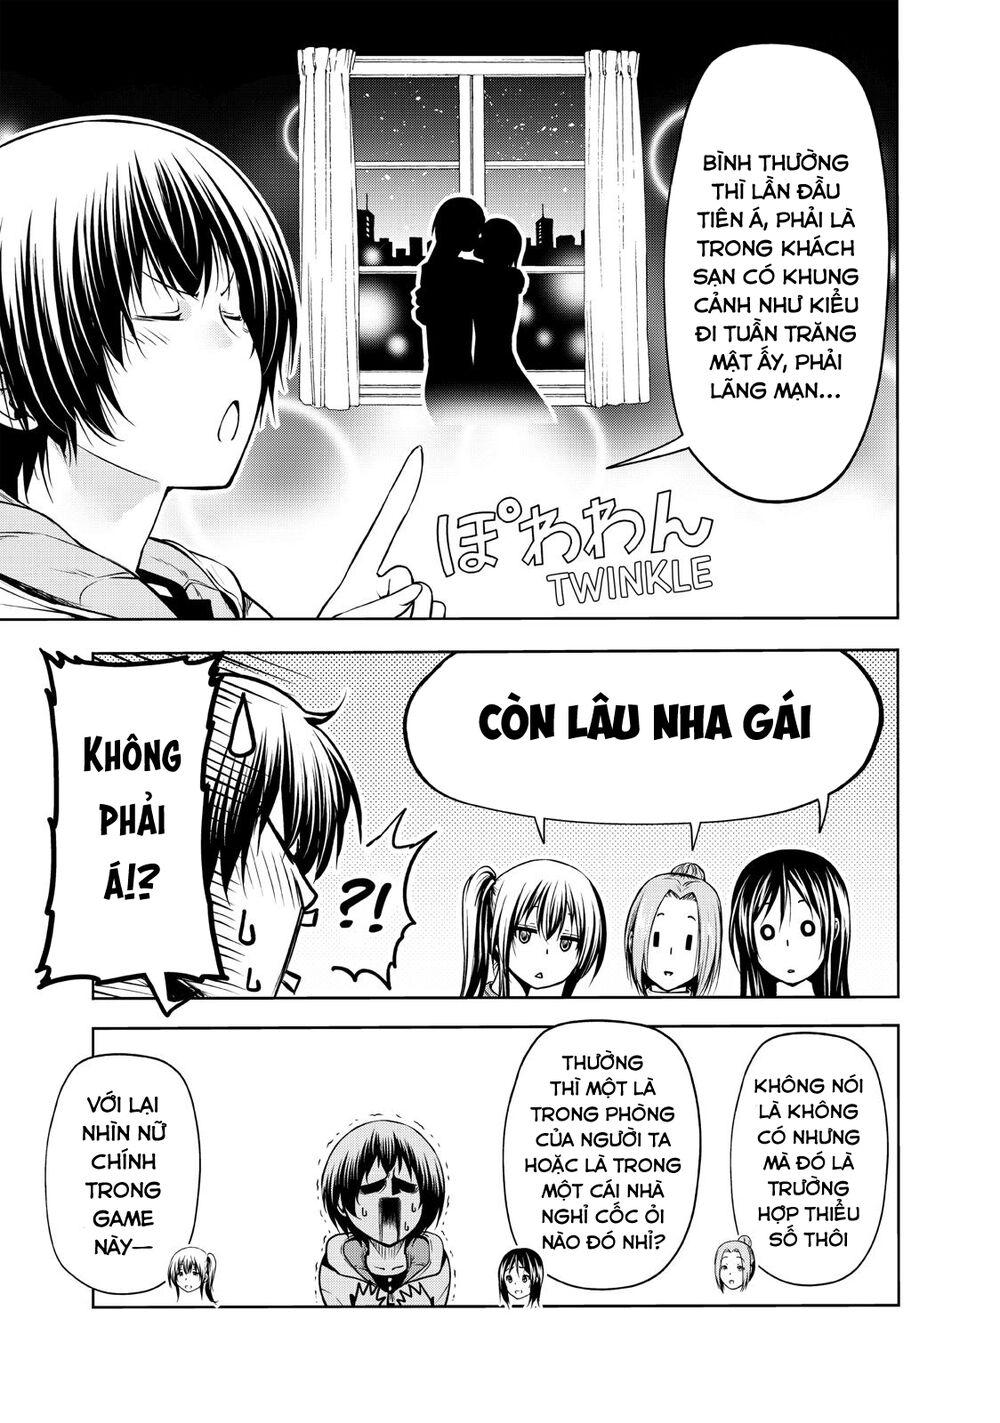 BÌNH THƯỜNG
THÌ LẦN ĐẦU
TIÊN Á, PHẢI LÀ
TRONG KHÁCH
SẠN CÓ KHUNG
CẢNH NHƯ KIỂU
ĐI TUẦN TRĂNG
MẬT ẤY, PHẢI
LÃNG MẠN...
ぽわわん
TWINKLE
CÒN LÂU NHA GÁI
KHÔNG
PHẢI
Á!?
?!
KHÔNG NÓI
LÀ KHÔNG
CÓ NHƯNG
MÀ ĐÓ LÀ
TRƯỜNG
HỢP THIỂU
SỐ THÔI
THƯỜNG
THÌ MỘT LÀ
TRONG PHÒNG
CỦA NGƯỜI TA
HOẶC LÀ TRONG
MỘT CÁI NHÀ
NGHỈ CỐC ỎI
NÀO ĐÓ NHỈ?
VỚI LẠI
NHÌN NỮ
CHÍNH
TRONG
GAME
NÀY—